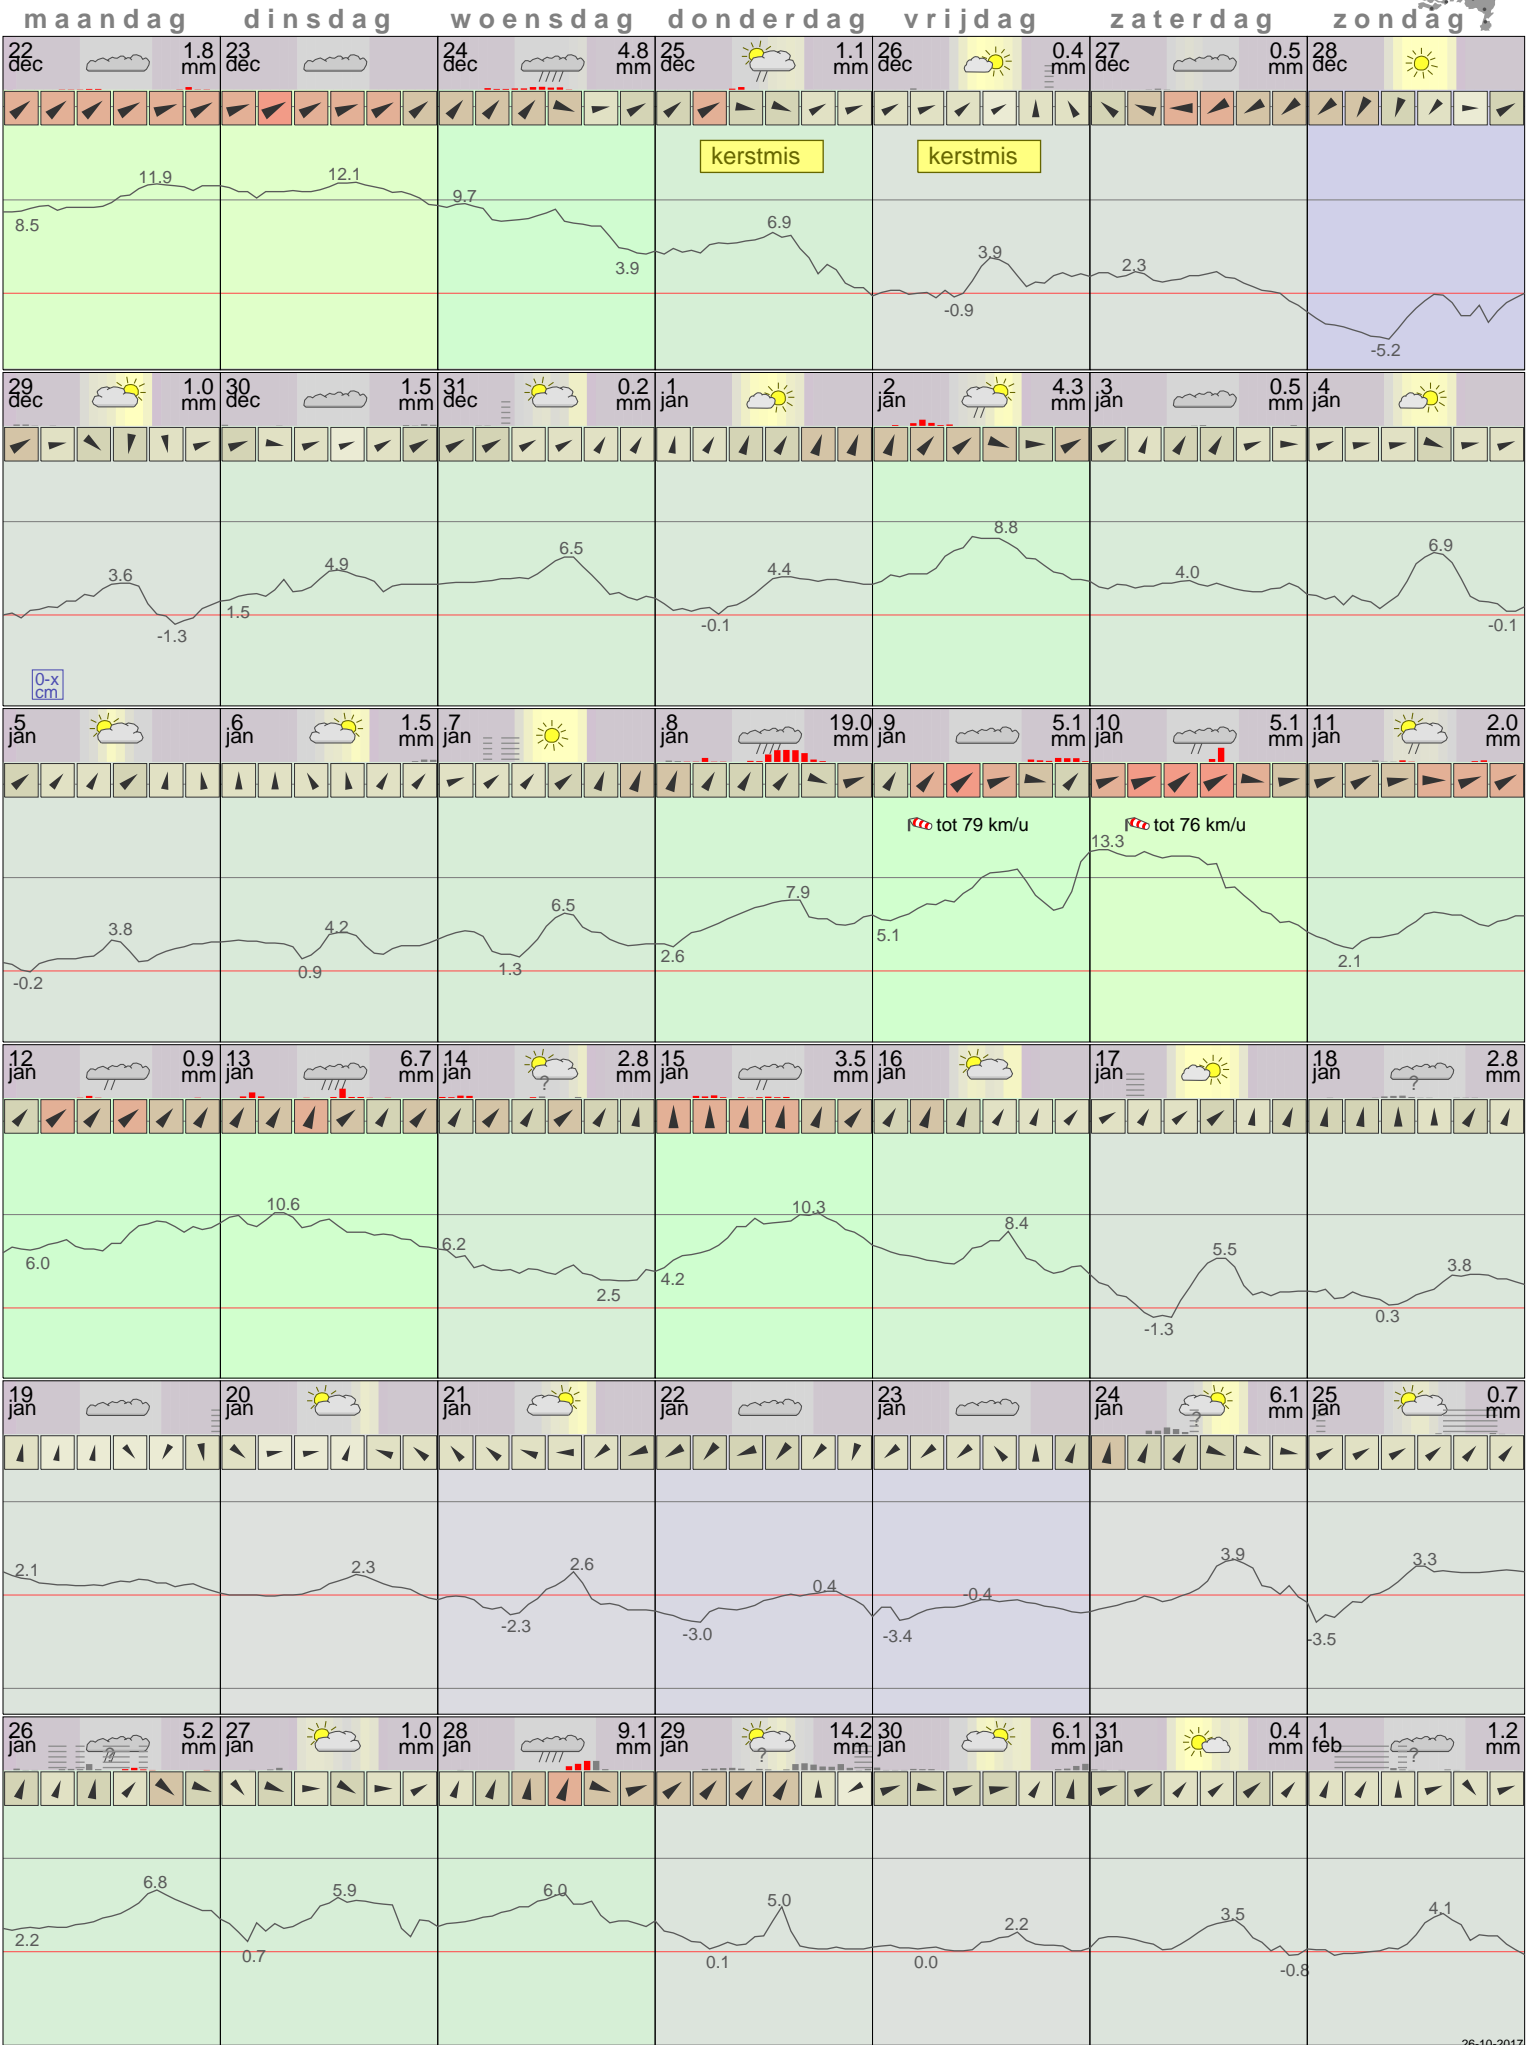 maandag dinsdag woensdag donderdag vrijdag zaterdag zondag
22 dec 1.8 mm 23 dec 24 dec 4.8 mm 25 dec 1.1 mm 26 dec 0.4 mm 27 dec 0.5 mm 28 dec
kerstmis kerstmis
8.5 11.9 12.1 9.7 3.9 6.9 -0.9 3.9 2.3 -5.2
29 dec 1.0 mm 30 dec 1.5 mm 31 dec 0.2 mm 1 jan 2 jan 4.3 mm 3 jan 0.5 mm 4 jan
3.6 -1.3 1.5 4.9 6.5 -0.1 4.4 8.8 4.0 6.9 -0.1
0-x cm
5 jan 6 jan 1.5 mm 7 jan 8 jan 19.0 9 jan 5.1 mm 10 jan 5.1 mm 11 jan 2.0 mm
tot 79 km/u tot 76 km/u
-0.2 3.8 0.9 4.2 1.3 6.5 2.6 7.9 5.1 13.3 2.1
12 jan 0.9 mm 13 jan 6.7 mm 14 jan ? 2.8 mm 15 jan 3.5 mm 16 jan 17 jan 18 jan ? 2.8 mm
6.0 10.6 6.2 2.5 4.2 10.3 8.4 -1.3 5.5 0.3 3.8
19 jan 20 jan 21 jan 22 jan 23 jan 24 jan ? 6.1 mm 25 jan 0.7 mm
2.1 2.3 -2.3 2.6 -3.0 0.4 -3.4 -0.4 3.9 -3.5 3.3
26 jan ? 5.2 mm 27 jan 1.0 mm 28 jan 9.1 mm 29 jan ? 14.2 mm 30 jan 6.1 mm 31 jan 0.4 mm 1 feb ? 1.2 mm
2.2 6.8 0.7 5.9 6.0 0.1 5.0 0.0 2.2 3.5 -0.8 4.1
26-10-2017